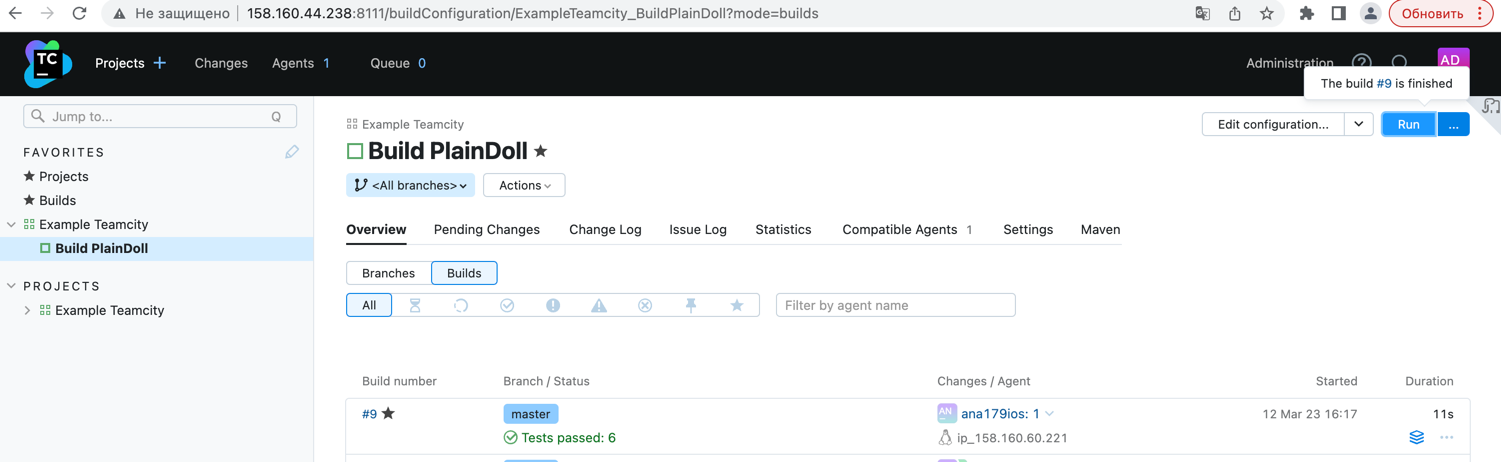 Не защищено 158.160.44.238:8111/buildConfiguration/ExampleTeamcity_BuildPlainDoll?mode=builds Обновить
TC Projects Changes Agents 1 Queue 0 Administration AD
The build #9 is finished
Jump to... Q
FAVORITES
Projects
Builds
Example Teamcity
Build PlainDoll
PROJECTS
Example Teamcity
Example Teamcity
Edit configuration... Run ...
Build PlainDoll
<All branches> Actions
Overview Pending Changes Change Log Issue Log Statistics Compatible Agents 1 Settings Maven
Branches Builds
All Filter by agent name
Build number Branch / Status Changes / Agent Started Duration
#9 master AN ana179ios: 1 12 Mar 23 16:17 11s
Tests passed: 6 ip_158.160.60.221